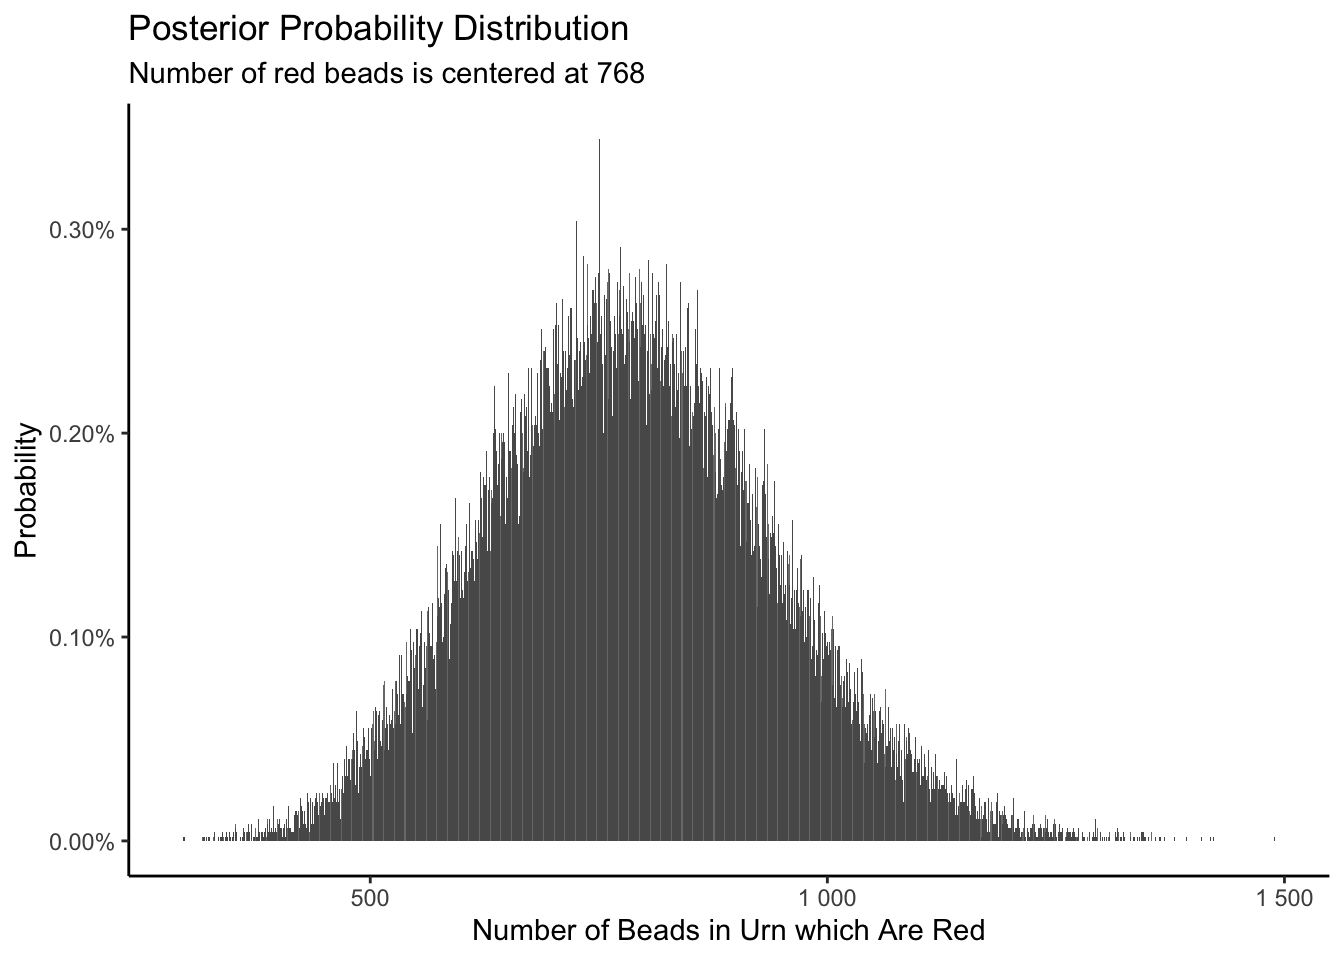 Posterior Probability Distribution
Number of red beads is centered at 768
Probability
0.30%
0.20%
0.10%
0.00%
500
1 000
1 500
Number of Beads in Urn which Are Red